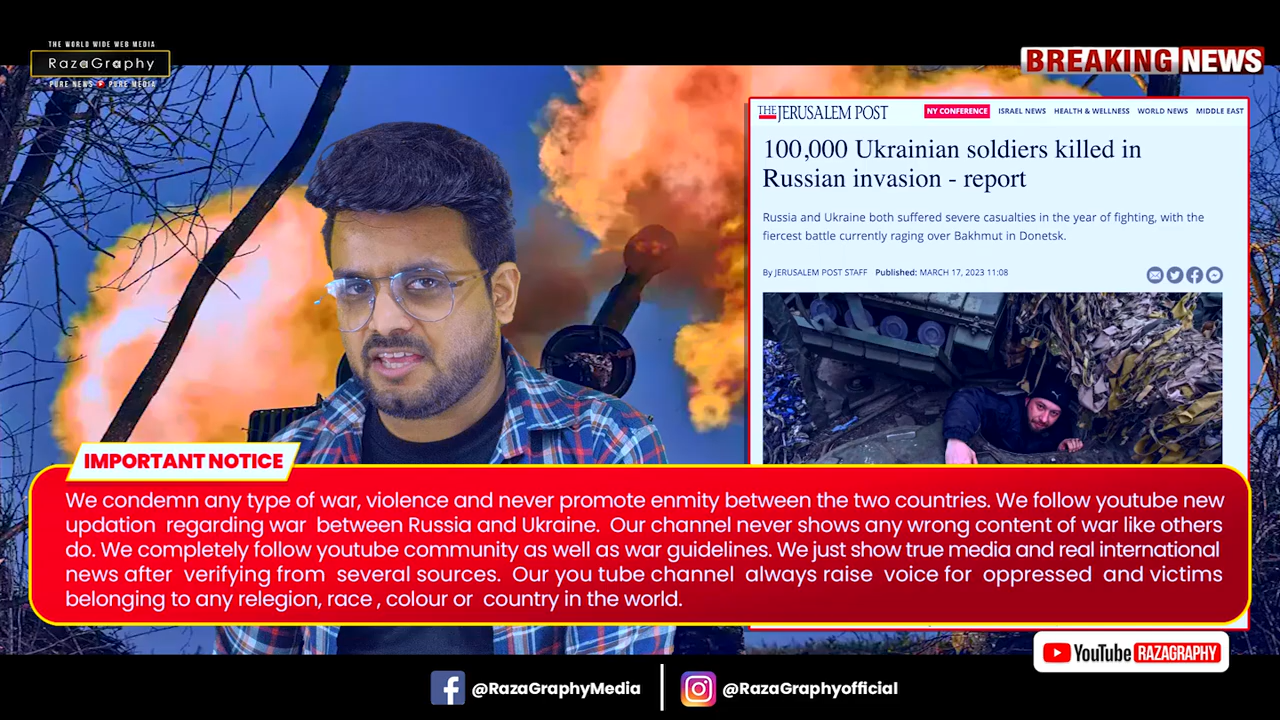 THE WORLD WIDE WEB MEDIA
RazaGraphy
PURE NEWS PURE MEDIA
BREAKING NEWS
THE JERUSALEM POST
NY CONFERENCE ISRAEL NEWS HEALTH & WELLNESS WORLD NEWS MIDDLE EAST
100,000 Ukrainian soldiers killed in
Russian invasion - report
Russia and Ukraine both suffered severe casualties in the year of fighting, with the
fiercest battle currently raging over Bakhmut in Donetsk.
By JERUSALEM POST STAFF Published: MARCH 17, 2023 11:08
IMPORTANT NOTICE
We condemn any type of war, violence and never promote enmity between the two countries. We follow youtube new
updation regarding war between Russia and Ukraine. Our channel never shows any wrong content of war like others
do. We completely follow youtube community as well as war guidelines. We just show true media and real international
news after verifying from several sources. Our you tube channel always raise voice for oppressed and victims
belonging to any relegion, race , colour or country in the world.
YouTube RAZAGRAPHY
@RazaGraphyMedia
@RazaGraphyofficial